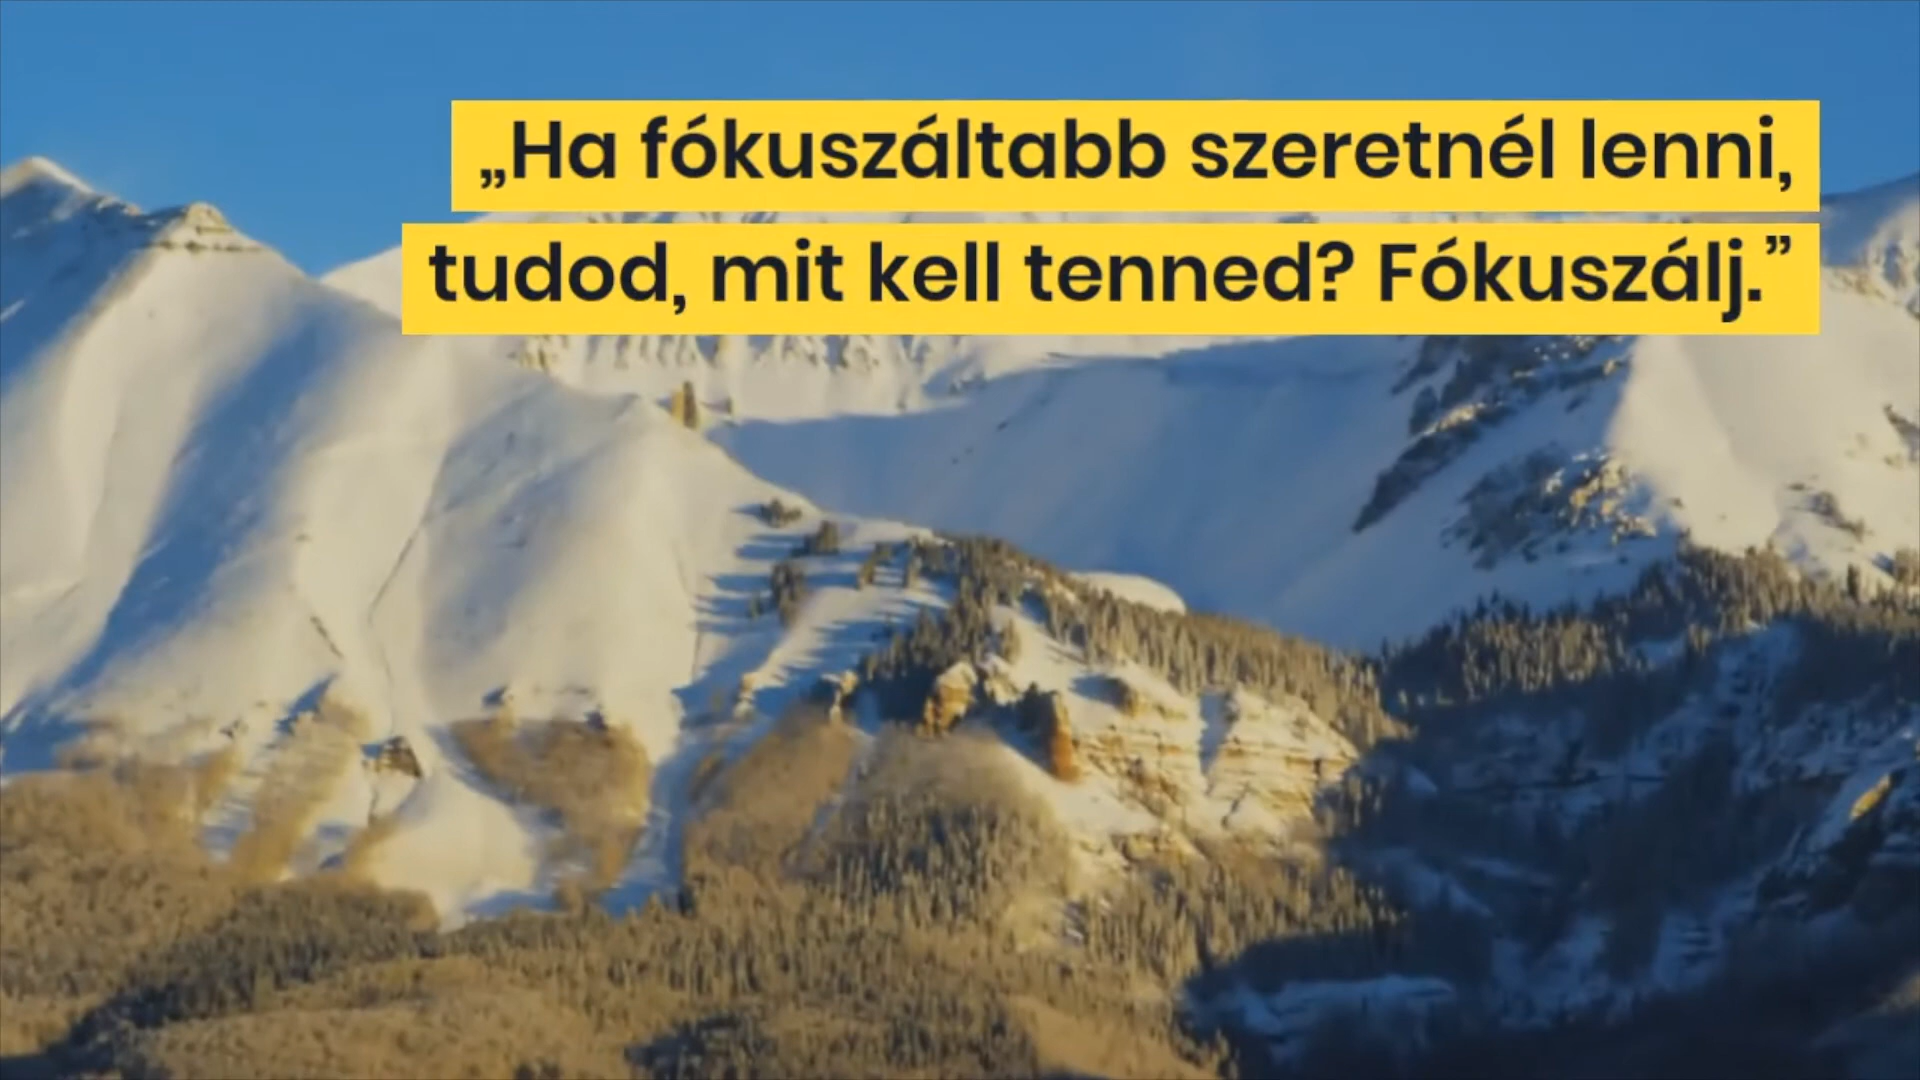 „Ha fókuszáltabb szeretnél lenni,
tudod, mit kell tenned? Fókuszálj.”